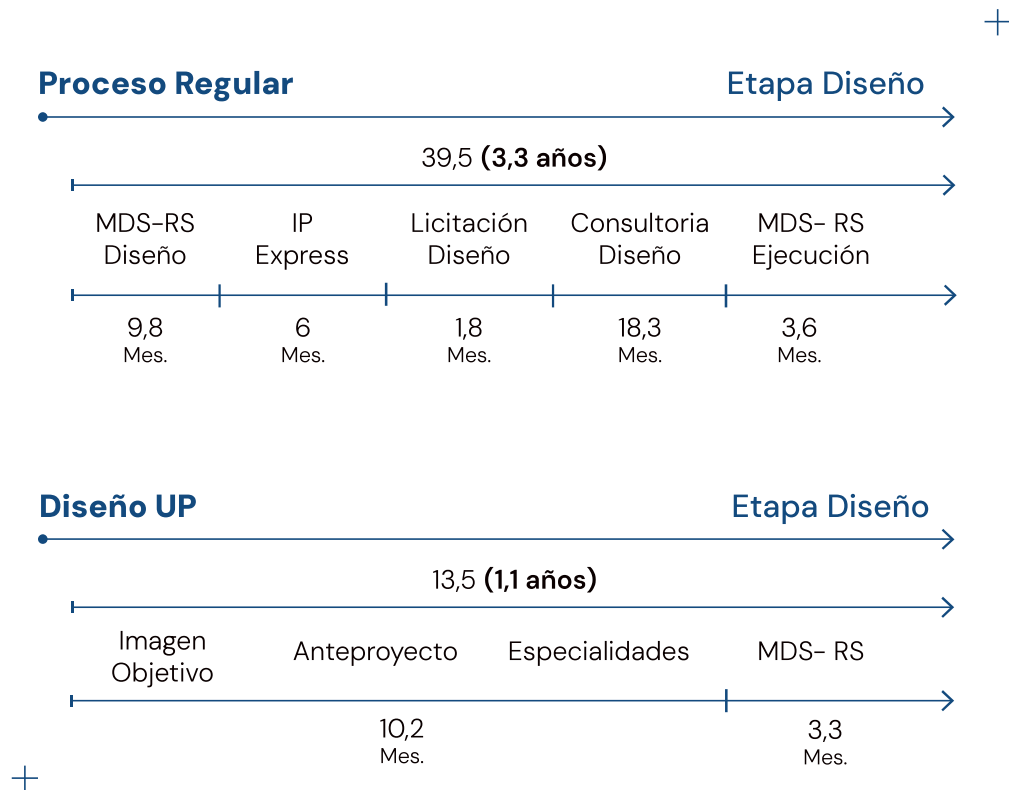 Proceso Regular
Etapa Diseño
39,5 (3,3 años)
MDS-RS
Diseño
IP
Express
Licitación
Diseño
Consultoria
Diseño
MDS- RS
Ejecución
9,8
Mes.
6
Mes.
1,8
Mes.
18,3
Mes.
3,6
Mes.
Diseño UP
Etapa Diseño
13,5 (1,1 años)
Imagen
Objetivo
Anteproyecto
Especialidades
MDS- RS
10,2
Mes.
3,3
Mes.